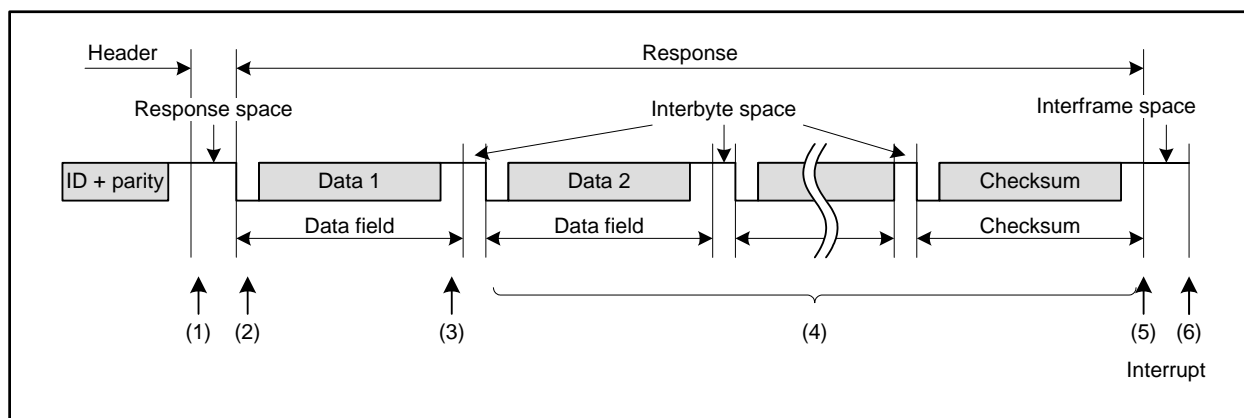 Header
Response
Response space
Interbyte space
Interframe space
ID + parity
Data 1
Data 2
Checksum
Data field
Data field
Checksum
(1)
(2)
(3)
(4)
(5)
(6)
Interrupt